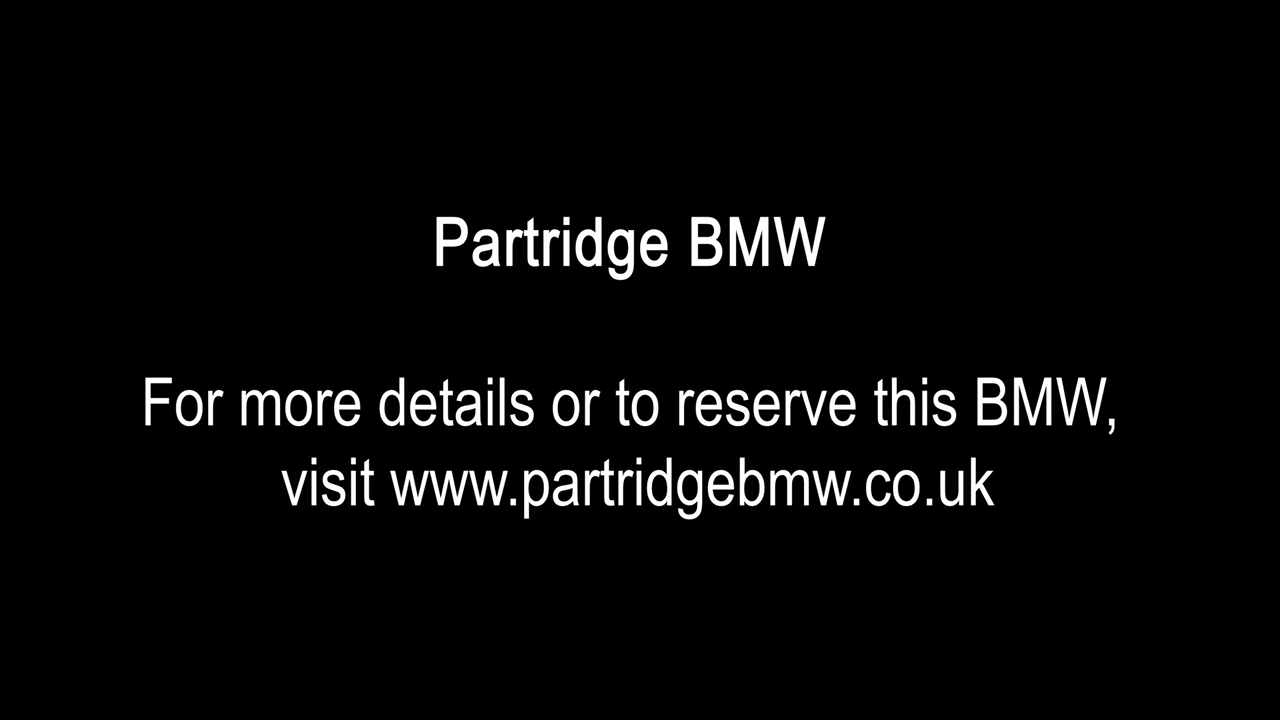 Partridge BMW
For more details or to reserve this BMW,
visit www.partridgebmw.co.uk